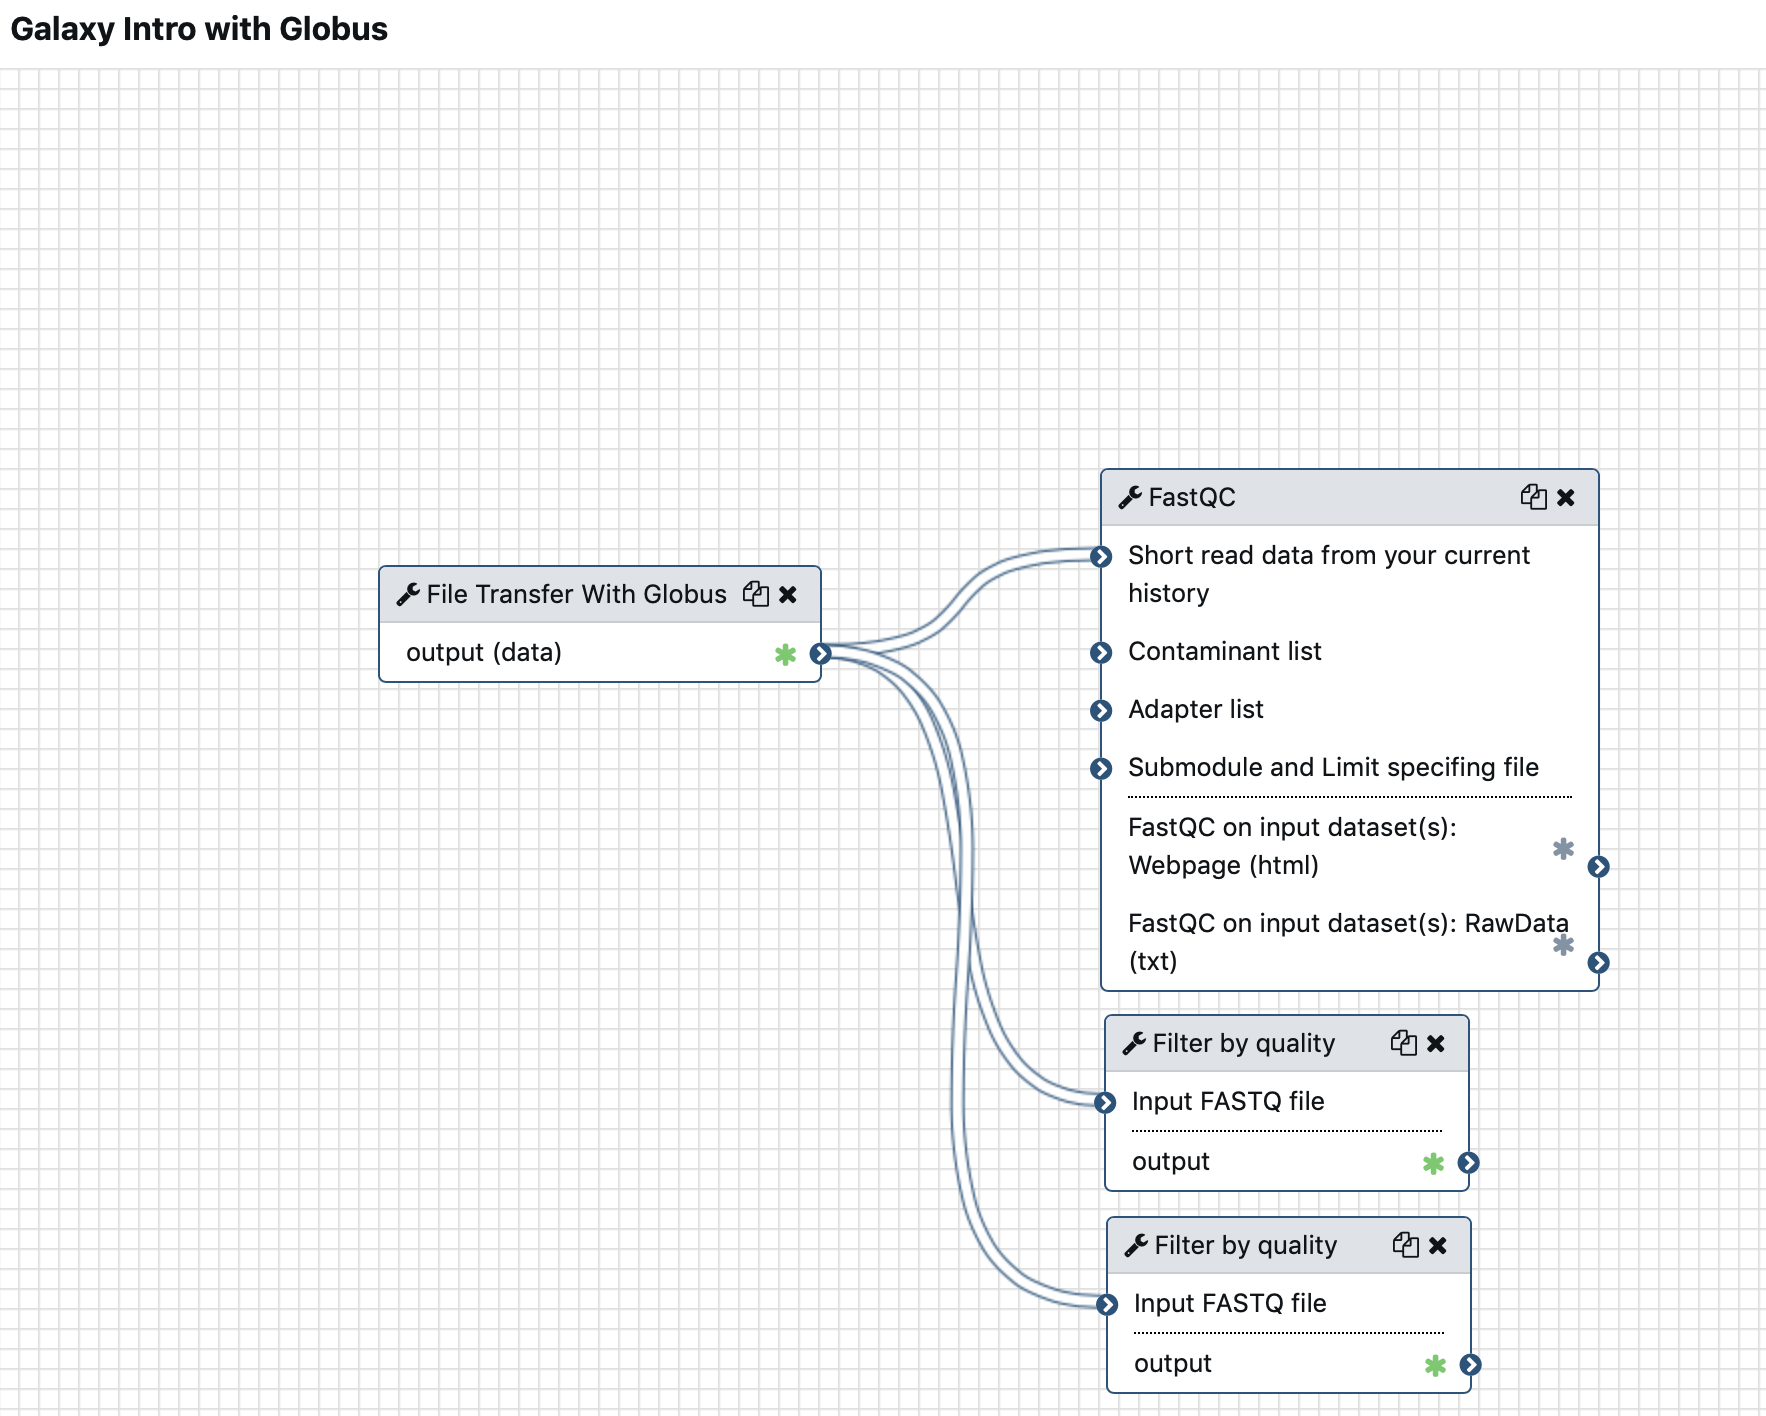 Galaxy Intro with Globus
File Transfer With Globus
output (data)
FastQC
Short read data from your current
history
Contaminant list
Adapter list
Submodule and Limit specifing file
FastQC on input dataset(s):
Webpage (html)
FastQC on input dataset(s): RawData
(txt)
Filter by quality
Input FASTQ file
output
Filter by quality
Input FASTQ file
output